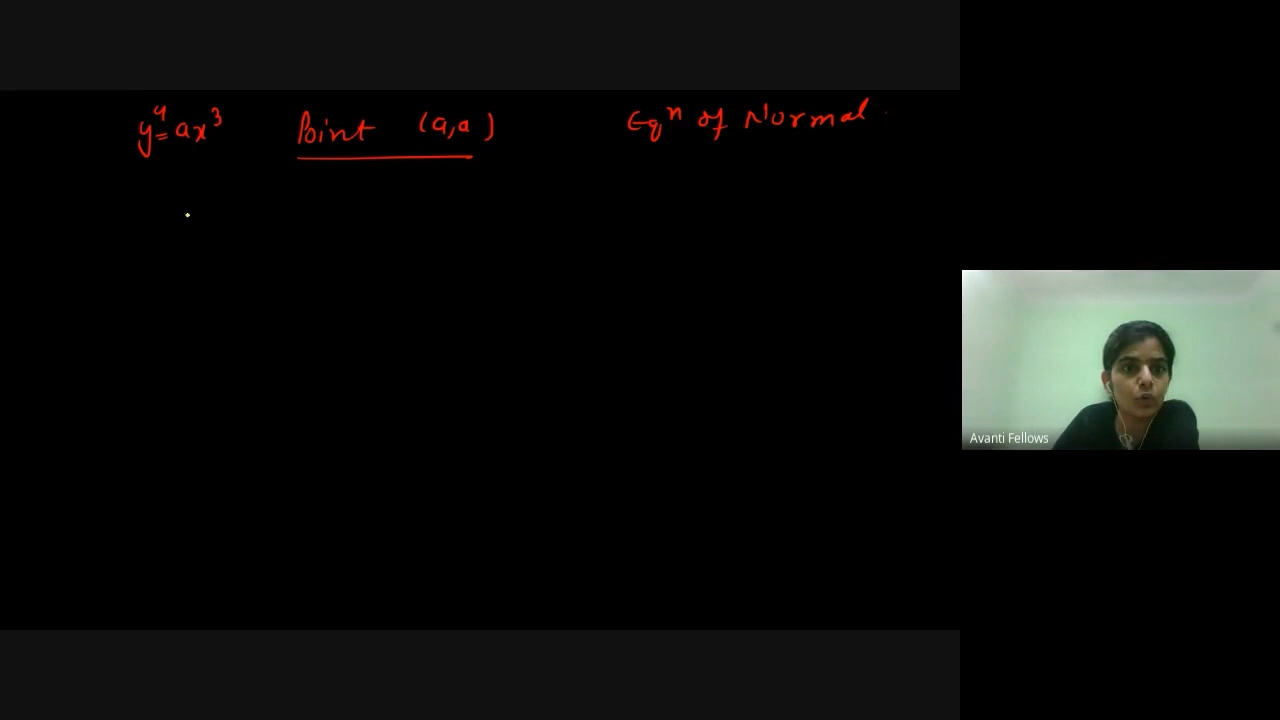 y⁴ = ax³ Point (a,a) Eqⁿ of Normal
Avanti Fellows